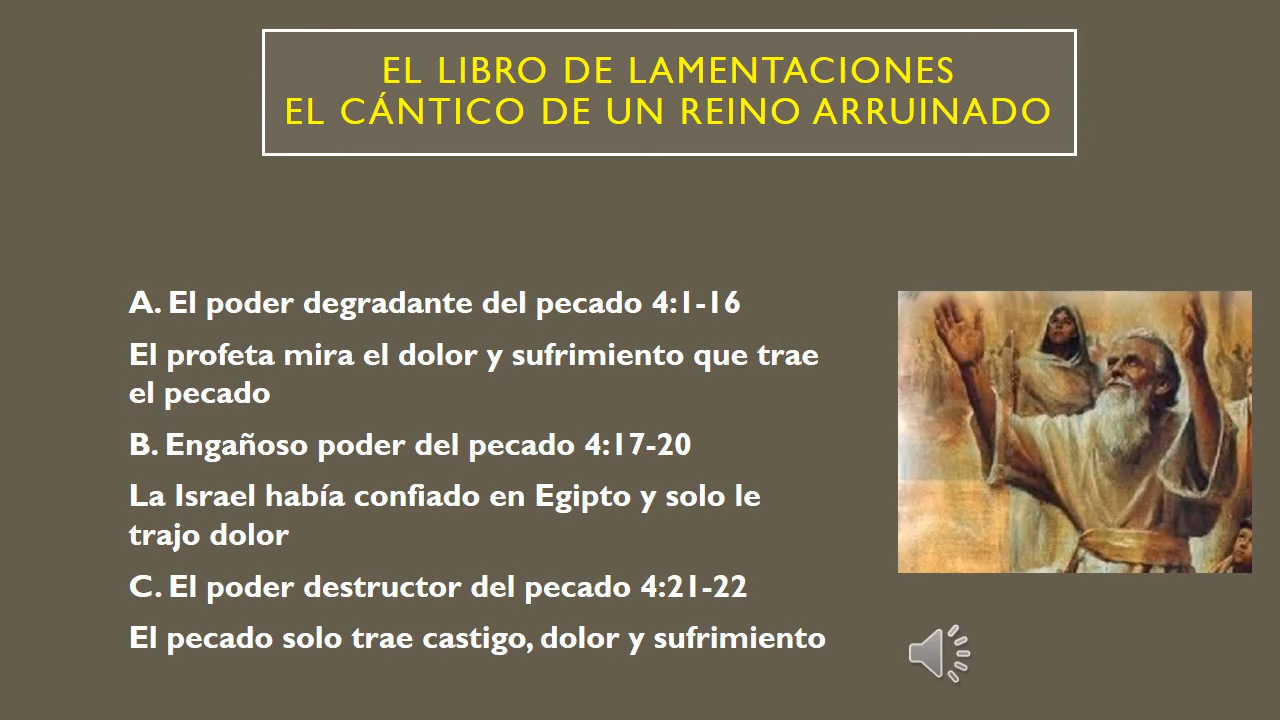 EL LIBRO DE LAMENTACIONES
EL CÁNTICO DE UN REINO ARRUINADO
A. El poder degradante del pecado 4:1-16
El profeta mira el dolor y sufrimiento que trae
el pecado
B. Engañoso poder del pecado 4:17-20
La Israel había confiado en Egipto y solo le
trajo dolor
C. El poder destructor del pecado 4:21-22
El pecado solo trae castigo, dolor y sufrimiento